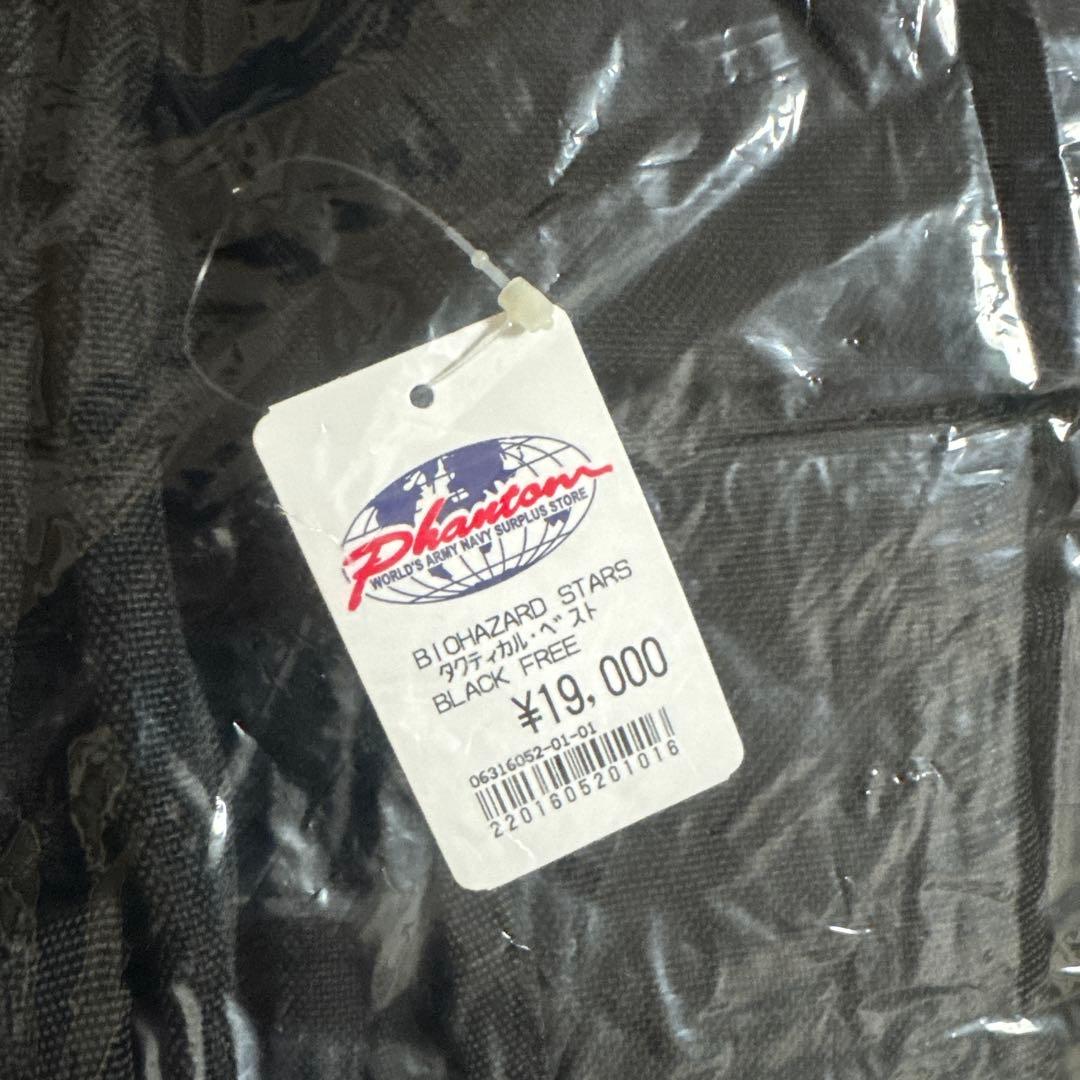 Phantom
WORLD'S ARMY NAVY SURPLUS STORE
BIOHAZARD STARS
タクティカル・ベスト
BLACK FREE
¥19,000
06316052-01-01
2201605201016